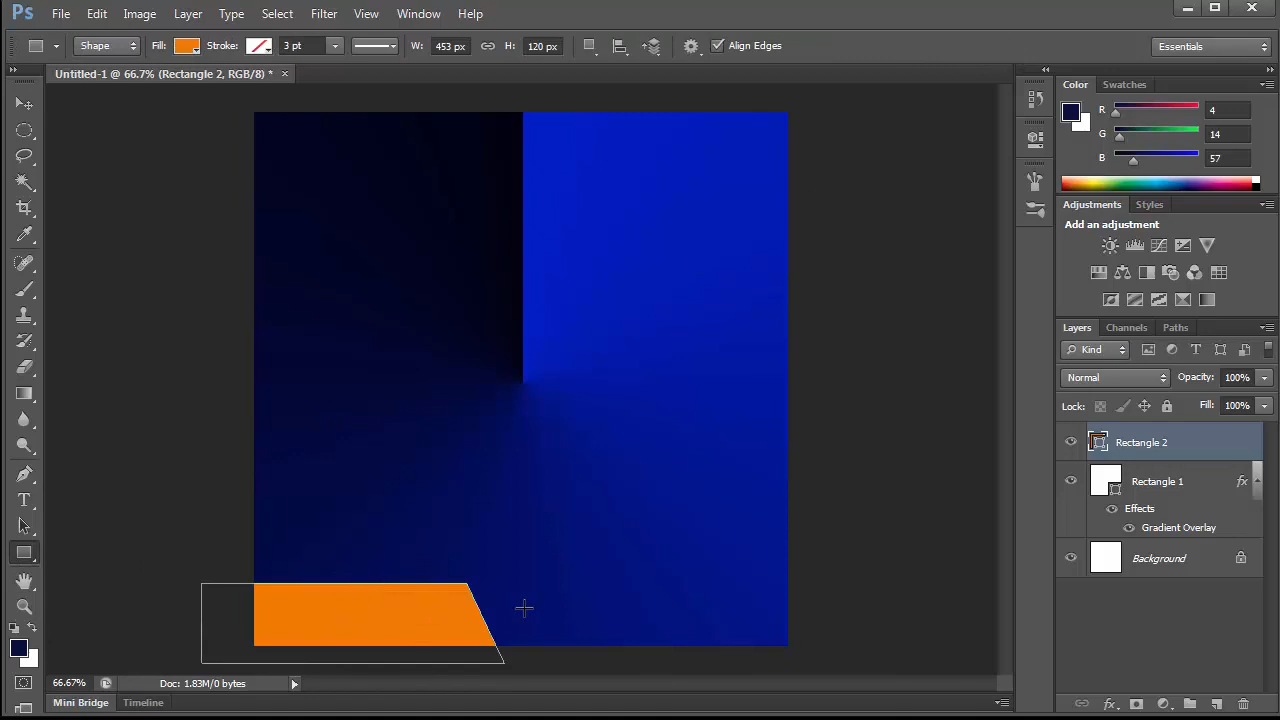 Ps File Edit Image Layer Type Select Filter View Window Help
Shape Fill: Stroke: 3 pt W: 453 px H: 120 px Align Edges Essentials
Untitled-1 @ 66.7% (Rectangle 2, RGB/8) *
Color Swatches
R 4
G 14
B 57
Adjustments Styles
Add an adjustment
Layers Channels Paths
Kind
Normal Opacity: 100%
Lock: Fill: 100%
Rectangle 2
Rectangle 1 fx
Effects
Gradient Overlay
Background
66.67% Doc: 1.83M/0 bytes
Mini Bridge Timeline fx